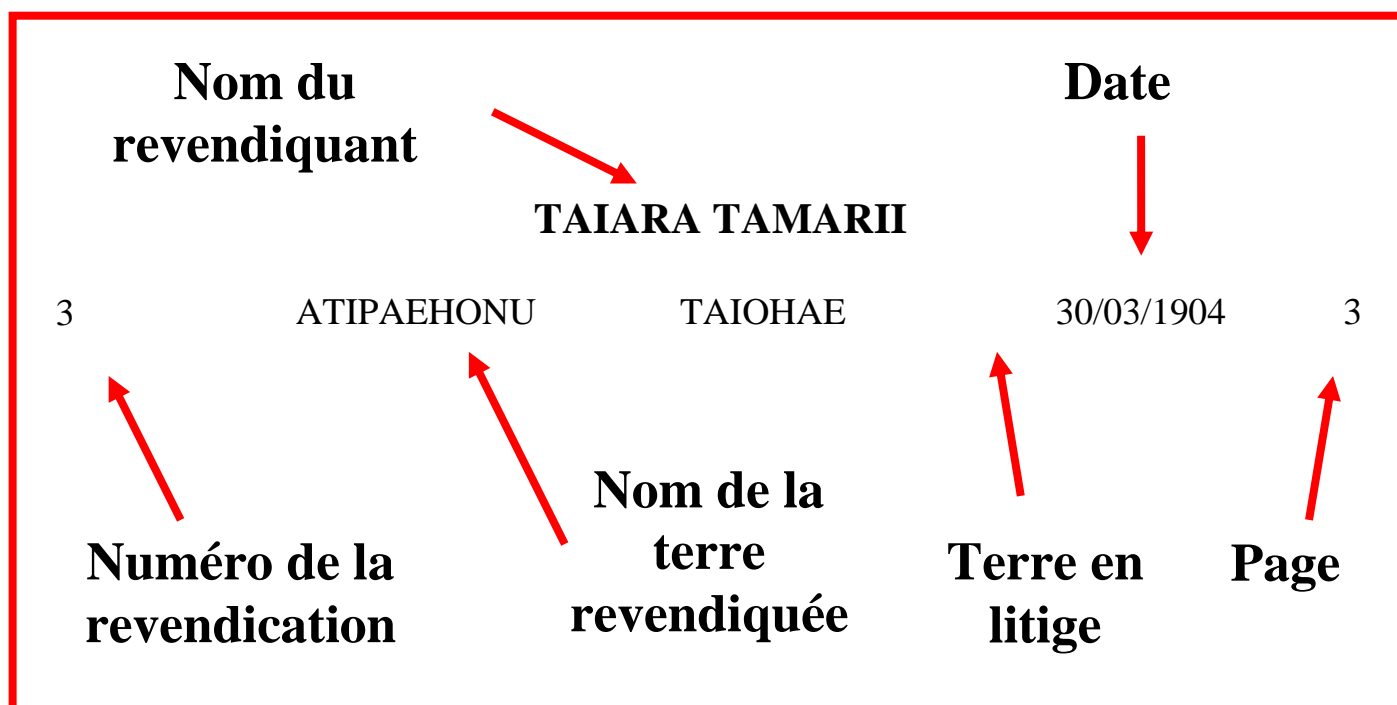 Nom du
revendiquant
Date
TAIARA TAMARII
3 ATIPAEHONU TAIOHAE 30/03/1904 3
Numéro de la
revendication
Nom de la
terre
revendiquée
Terre en
litige
Page